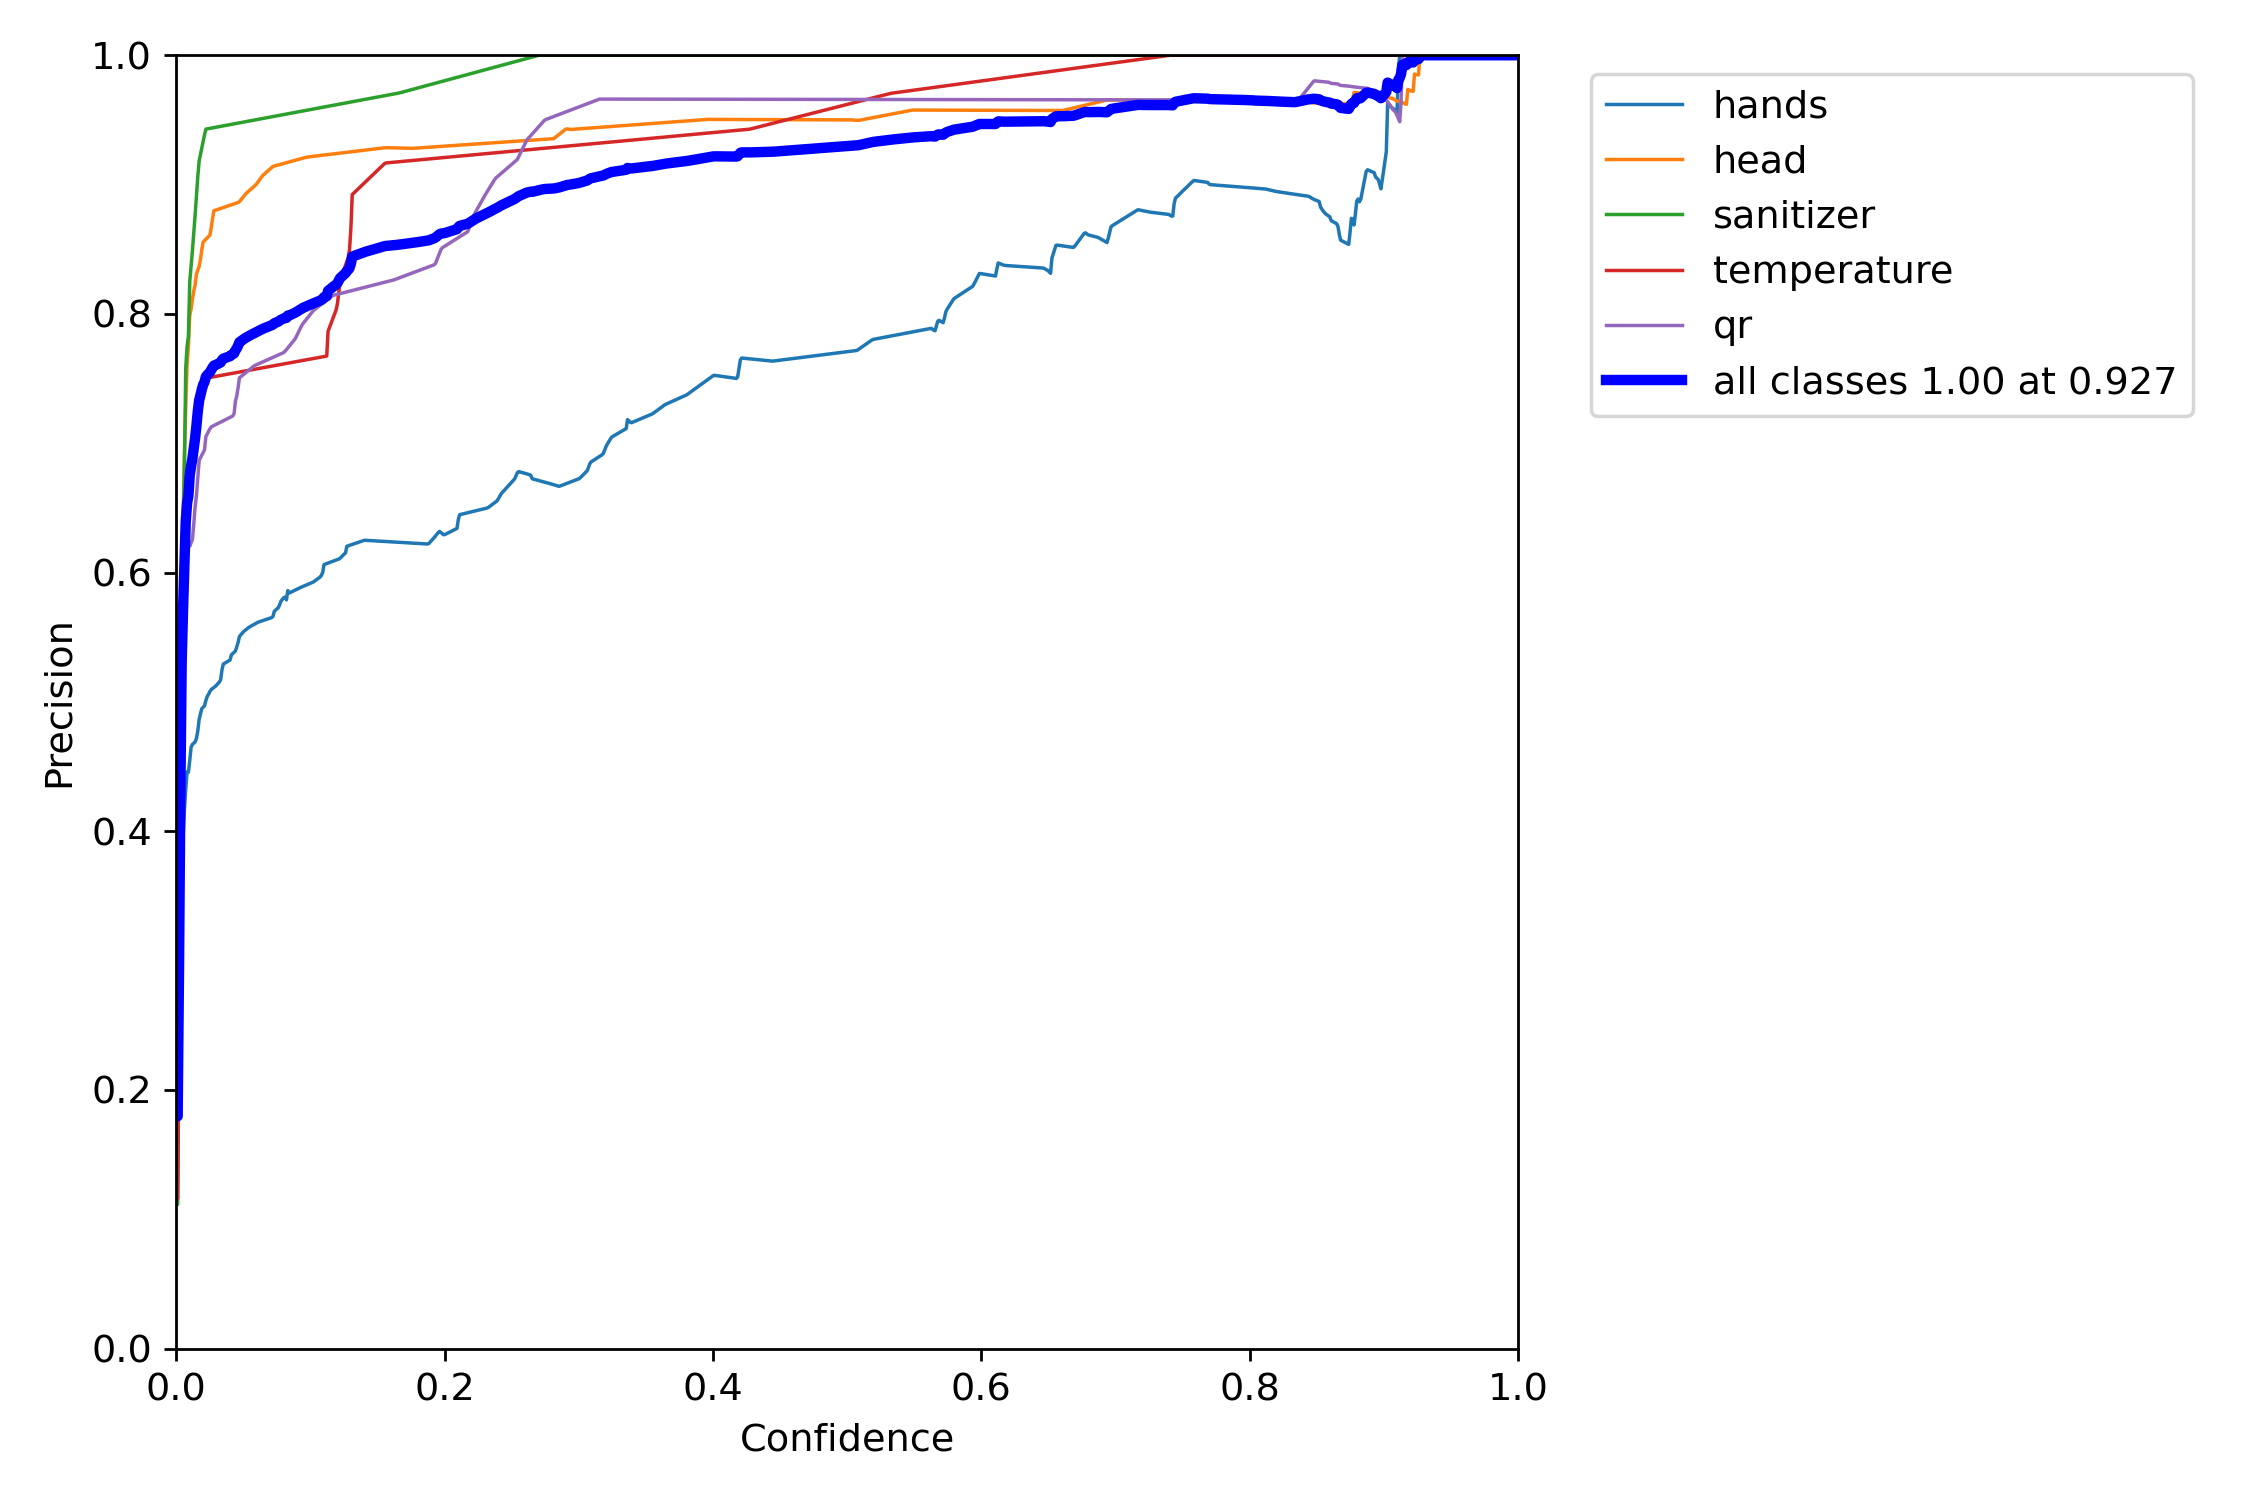 1.0
0.8
0.6
0.4
0.2
0.0
Precision
0.0 0.2 0.4 0.6 0.8 1.0
Confidence
hands
head
sanitizer
temperature
qr
all classes 1.00 at 0.927